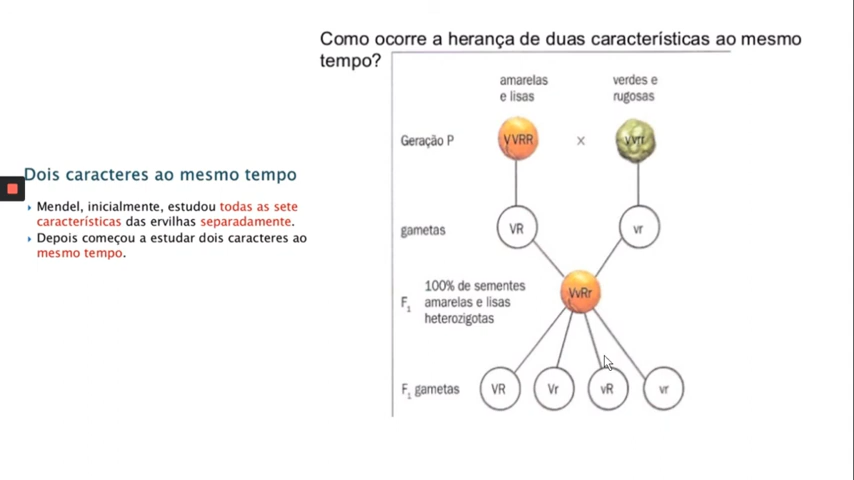 Como ocorre a herança de duas características ao mesmo
tempo?
Dois caracteres ao mesmo tempo
Mendel, inicialmente, estudou todas as sete
características das ervilhas separadamente.
Depois começou a estudar dois caracteres ao
mesmo tempo.
amarelas
e lisas
verdes e
rugosas
Geração P
VVRR
x
vvrr
gametas
VR
vr
F1
100% de sementes
amarelas e lisas
heterozigotas
VvRr
F1 gametas
VR
Vr
vR
vr